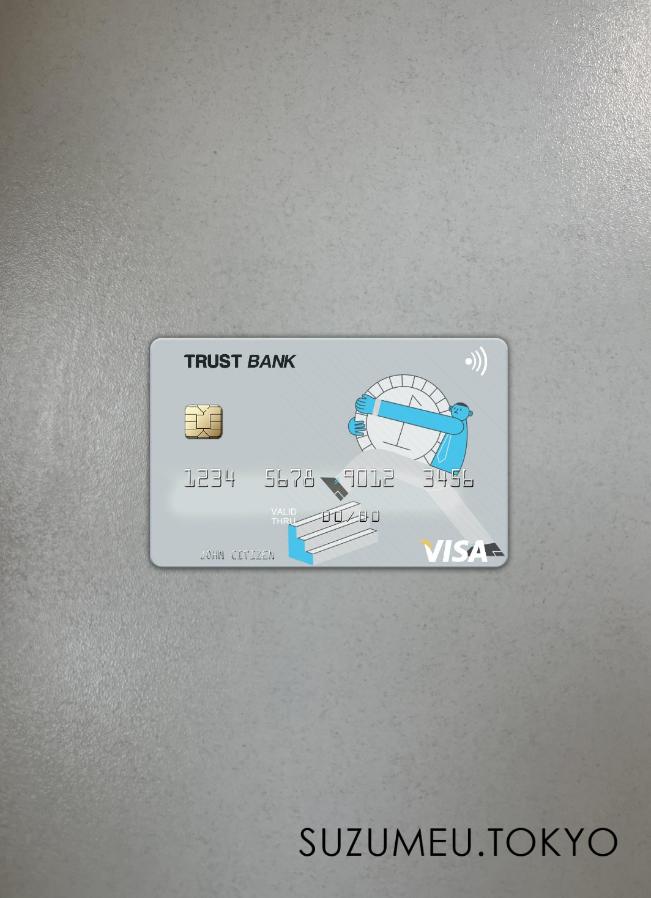 TRUST BANK
1234 5678 9012 3456
VALID
THRU 00/00
JOHN CITIZEN
VISA
SUZUMEU.TOKYO